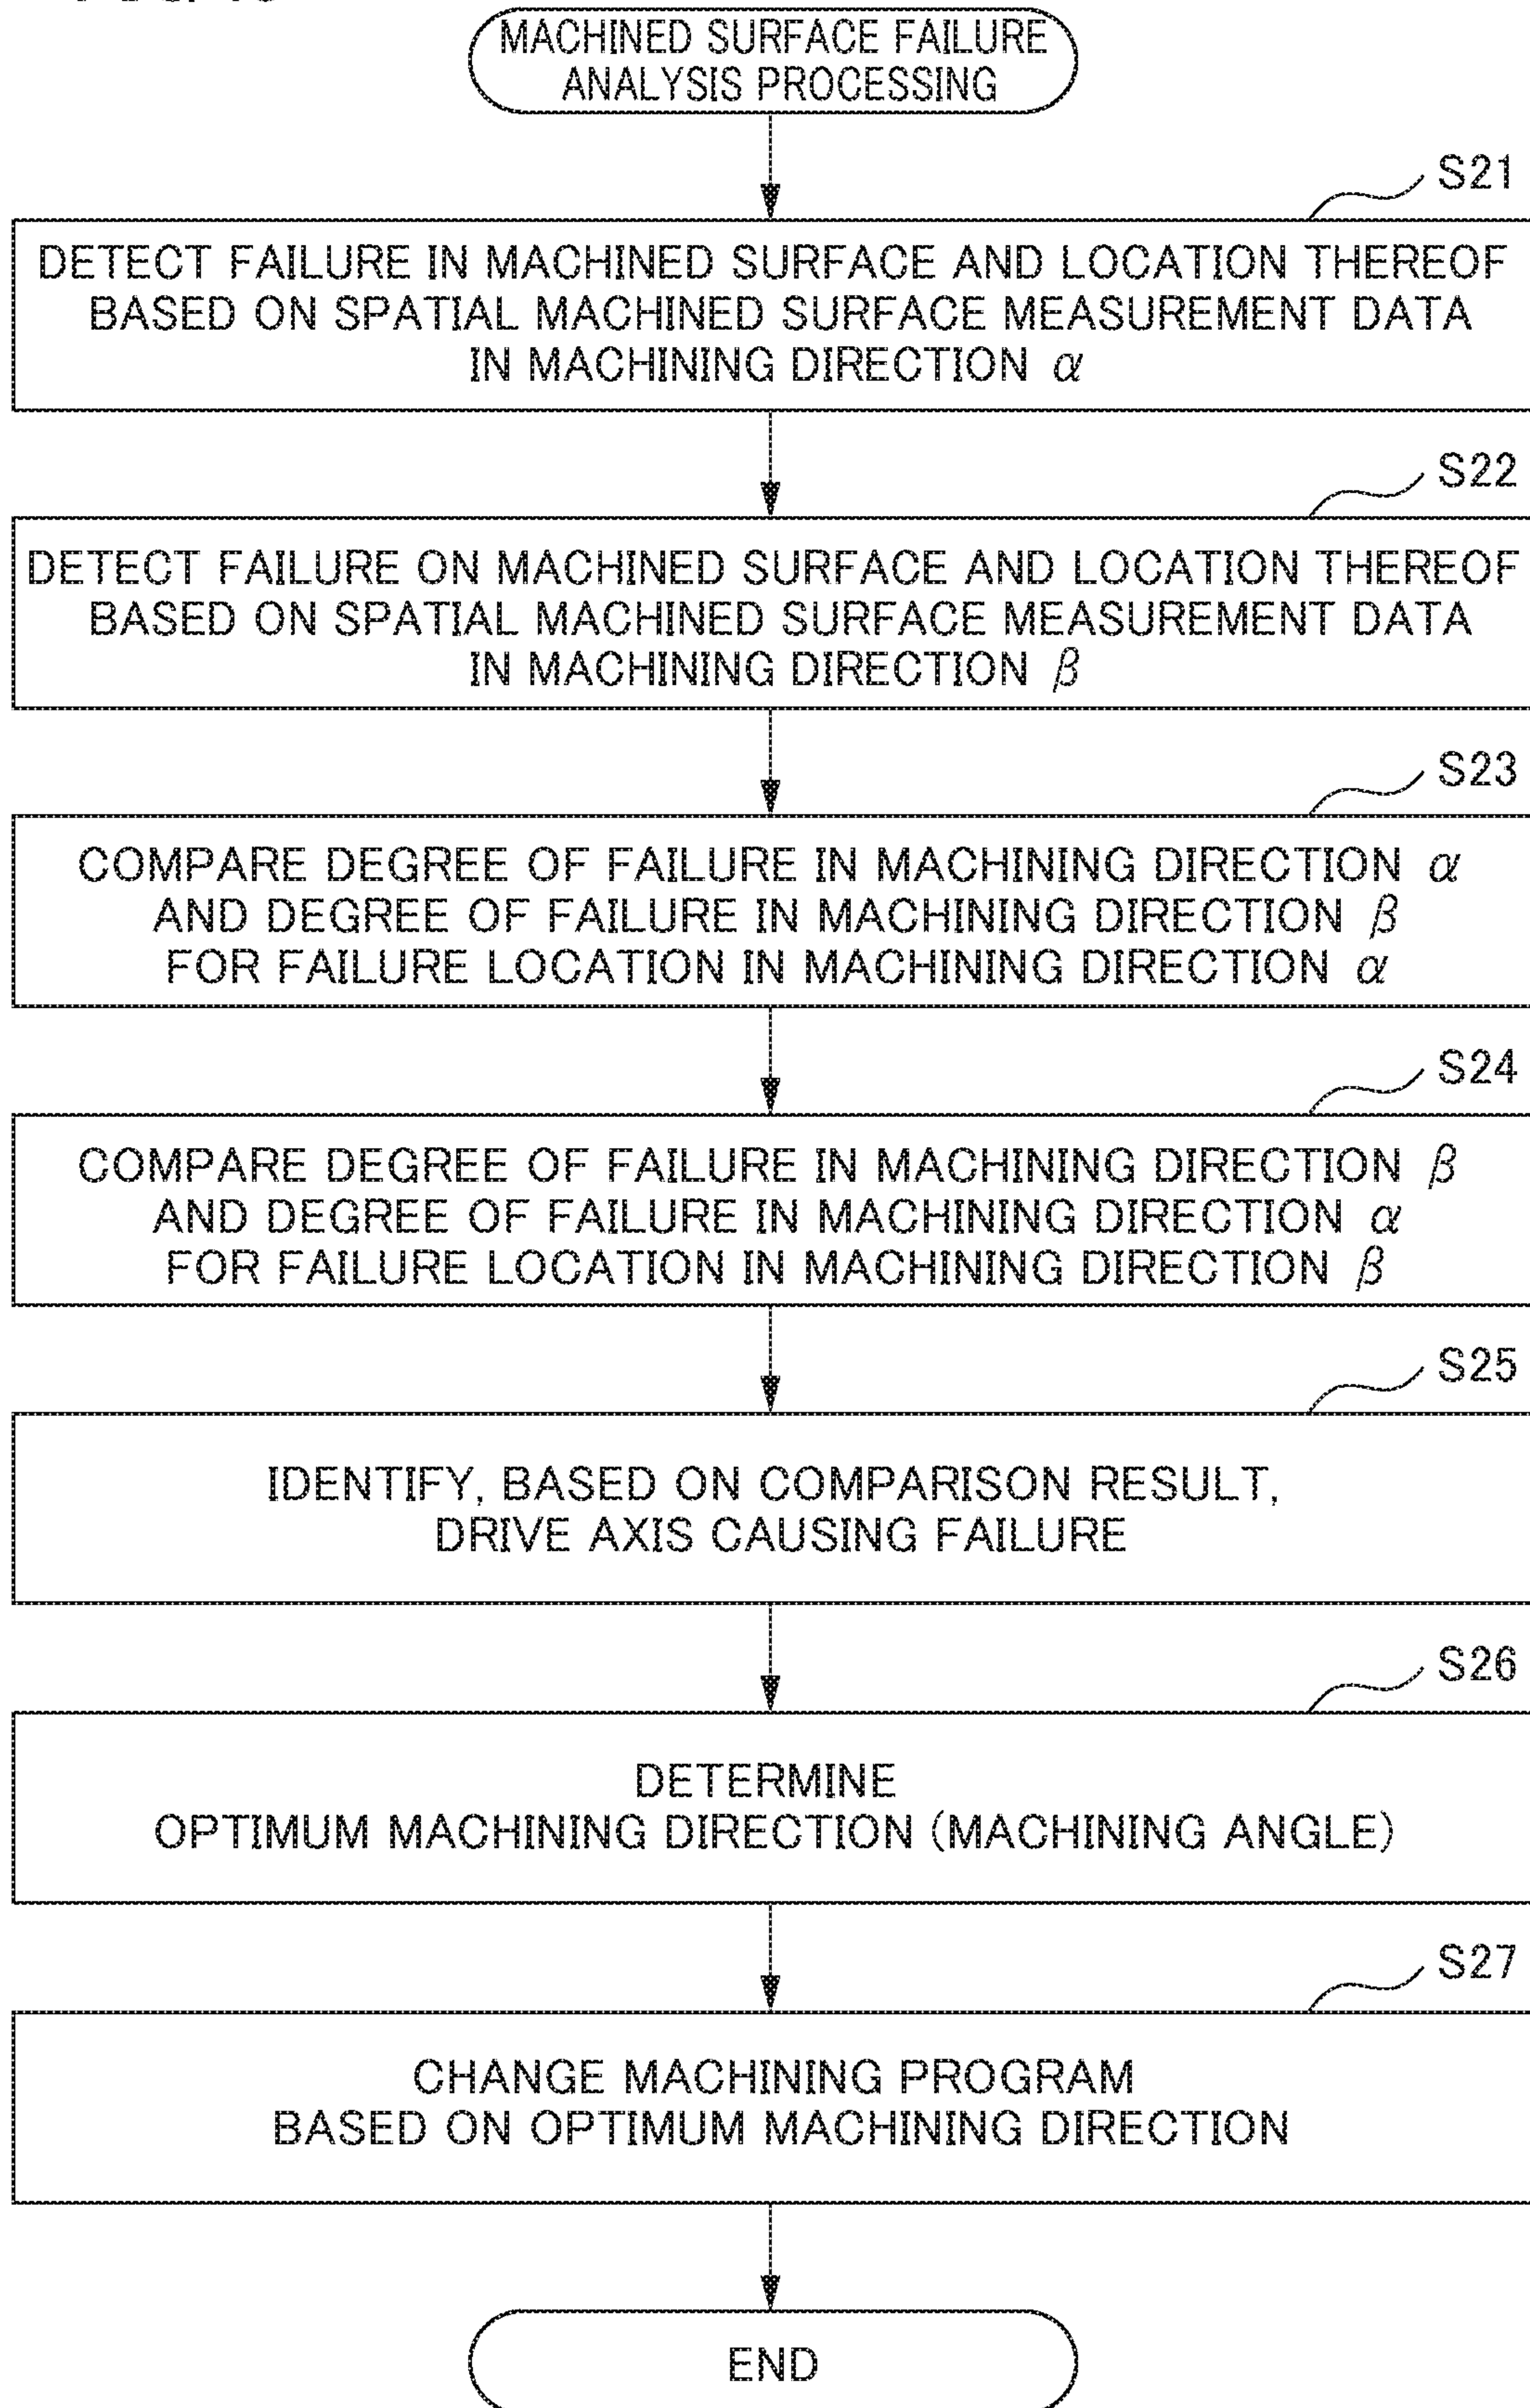 MACHINED SURFACE FAILURE
ANALYSIS PROCESSING
S21
DETECT FAILURE IN MACHINED SURFACE AND LOCATION THEREOF
BASED ON SPATIAL MACHINED SURFACE MEASUREMENT DATA
IN MACHINING DIRECTION α
S22
DETECT FAILURE ON MACHINED SURFACE AND LOCATION THEREOF
BASED ON SPATIAL MACHINED SURFACE MEASUREMENT DATA
IN MACHINING DIRECTION β
S23
COMPARE DEGREE OF FAILURE IN MACHINING DIRECTION α
AND DEGREE OF FAILURE IN MACHINING DIRECTION β
FOR FAILURE LOCATION IN MACHINING DIRECTION α
S24
COMPARE DEGREE OF FAILURE IN MACHINING DIRECTION β
AND DEGREE OF FAILURE IN MACHINING DIRECTION α
FOR FAILURE LOCATION IN MACHINING DIRECTION β
S25
IDENTIFY, BASED ON COMPARISON RESULT,
DRIVE AXIS CAUSING FAILURE
S26
DETERMINE
OPTIMUM MACHINING DIRECTION (MACHINING ANGLE)
S27
CHANGE MACHINING PROGRAM
BASED ON OPTIMUM MACHINING DIRECTION
END